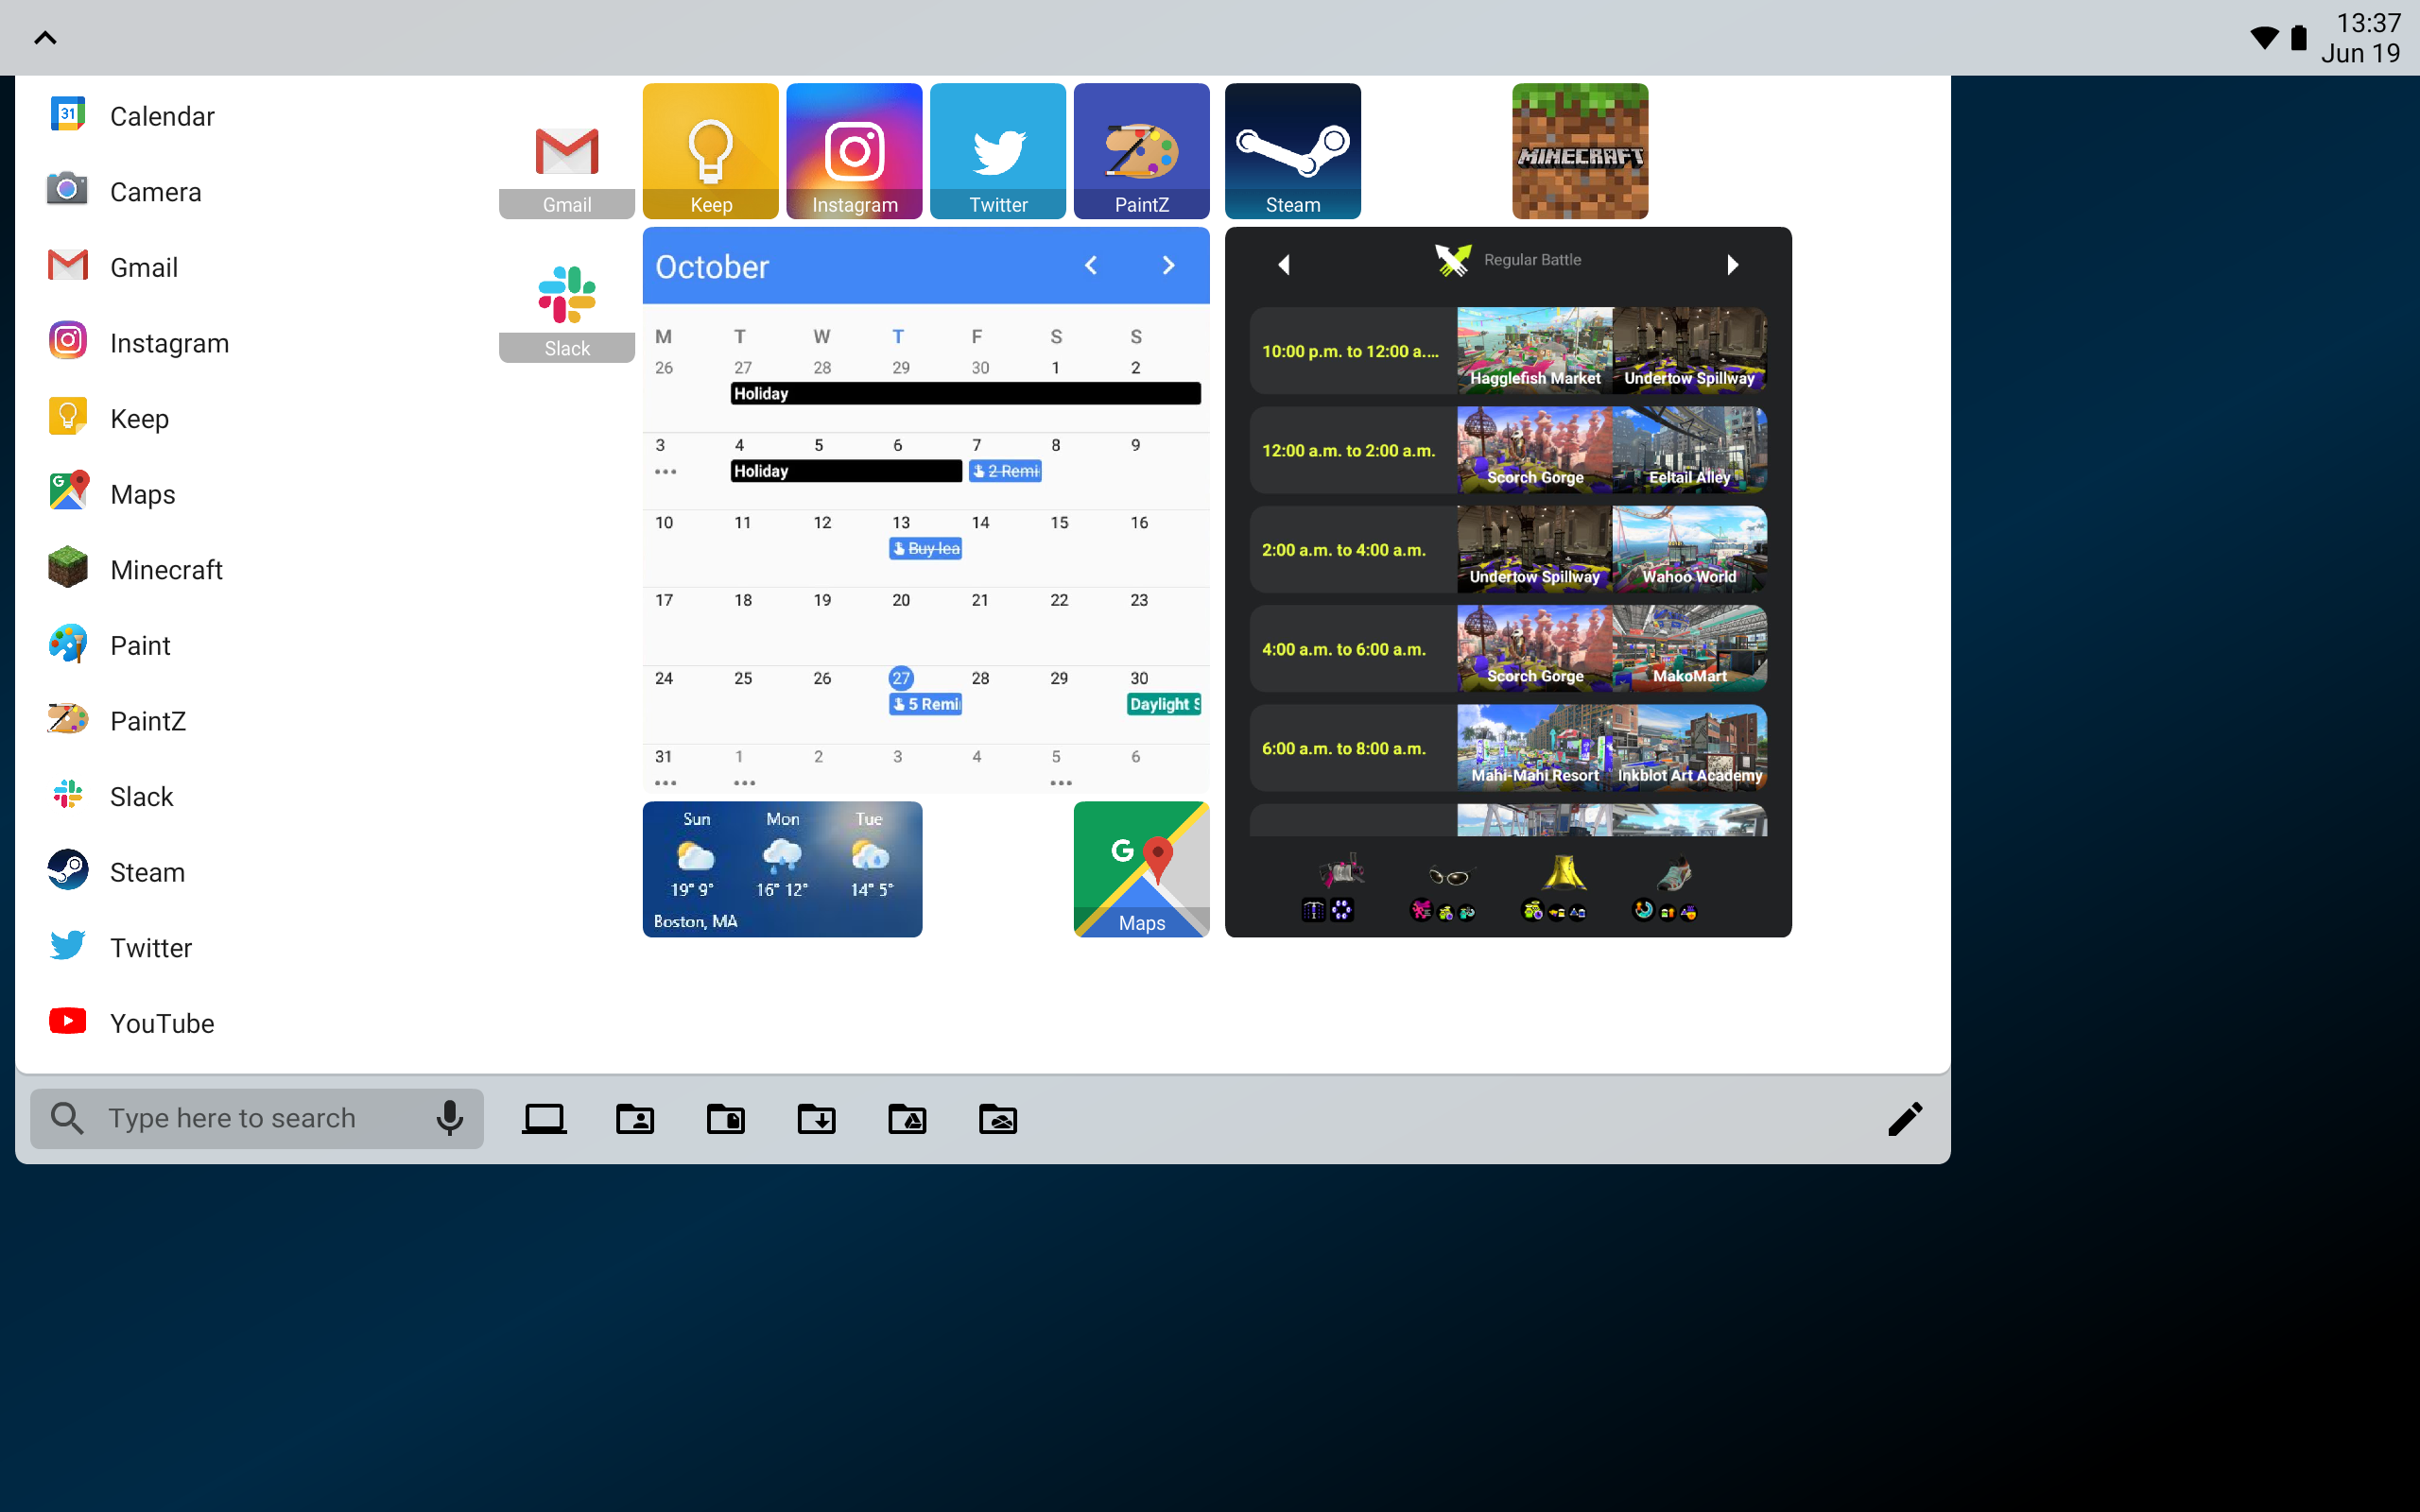 13:37
Jun 19
31 Calendar
Camera
Gmail
Instagram
Keep
G Maps
Minecraft
Paint
PaintZ
Slack
Steam
Twitter
YouTube
Gmail
Keep
Instagram
Twitter
PaintZ
Steam
MINECRAFT
Slack
October
M T W T F S S
26 27 28 29 30 1 2
Holiday
3 4 5 6 7 8 9
••• Holiday 2 Remi
10 11 12 13 14 15 16
Buy lea
17 18 19 20 21 22 23
24 25 26 27 28 29 30
5 Remi Daylight S
31 1 2 3 4 5 6
••• ••• •••
Sun Mon Tue
19° 9° 16° 12° 14° 5°
Boston, MA
G
Maps
Regular Battle
10:00 p.m. to 12:00 a.... Hagglefish Market Undertow Spillway
12:00 a.m. to 2:00 a.m. Scorch Gorge Eeltail Alley
2:00 a.m. to 4:00 a.m. Undertow Spillway Wahoo World
4:00 a.m. to 6:00 a.m. Scorch Gorge MakoMart
6:00 a.m. to 8:00 a.m. Mahi-Mahi Resort Inkblot Art Academy
Type here to search